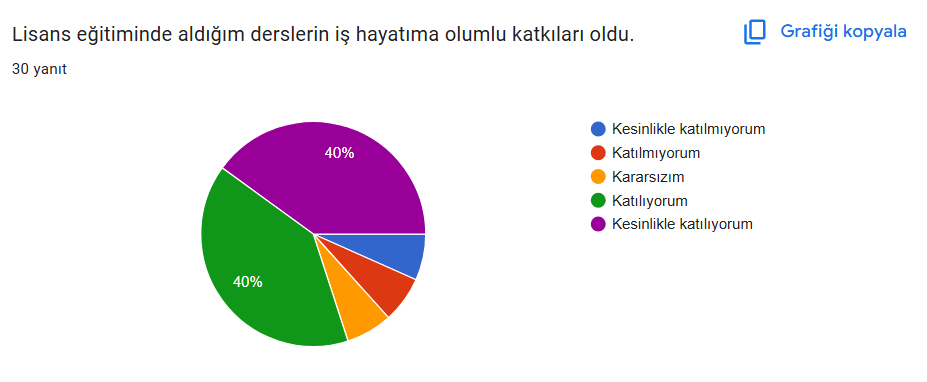 Lisans eğitiminde aldığım derslerin iş hayatıma olumlu katkıları oldu.
Grafiği kopyala
30 yanıt
40%
40%
Kesinlikle katılmıyorum
Katılmıyorum
Kararsızım
Katılıyorum
Kesinlikle katılıyorum